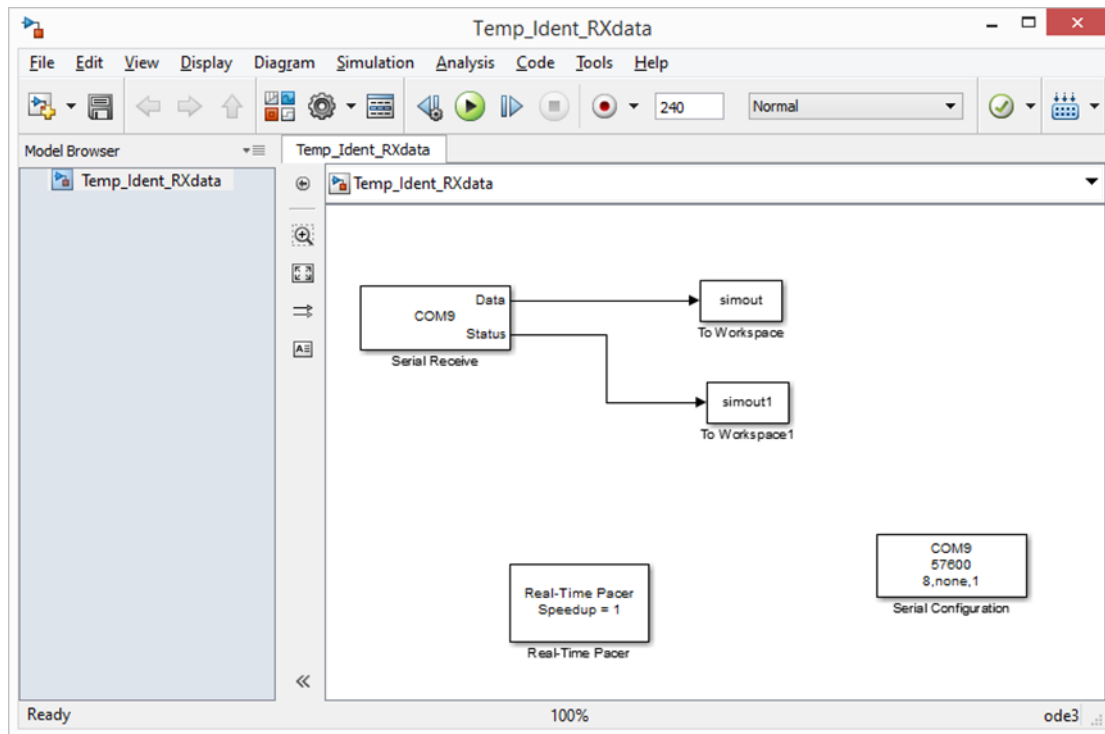 Temp_Ident_RXdata
File Edit View Display Diagram Simulation Analysis Code Tools Help
240 Normal
Model Browser
Temp_Ident_RXdata
Temp_Ident_RXdata
Temp_Ident_RXdata
Data
COM9
Status
Serial Receive
simout
To Workspace
simout1
To Workspace1
COM9
57600
8,none,1
Serial Configuration
Real-Time Pacer
Speedup = 1
Real-Time Pacer
Ready 100% ode3